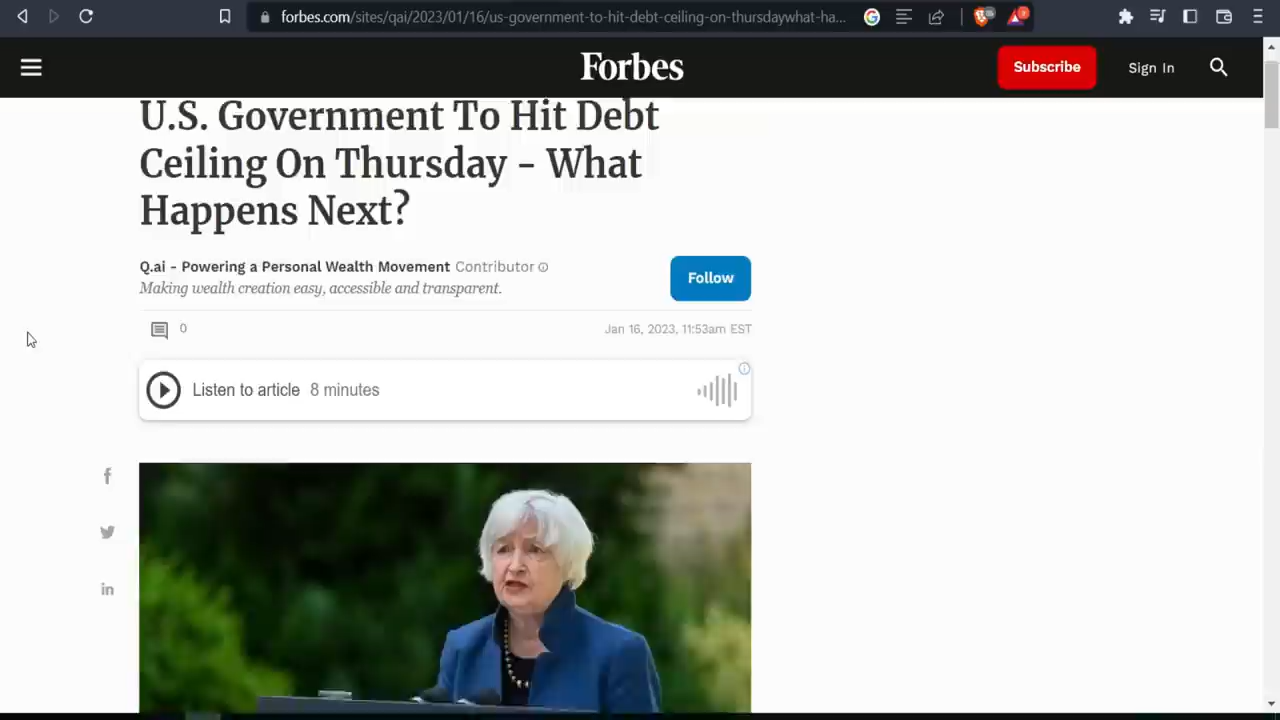 forbes.com/sites/qai/2023/01/16/us-government-to-hit-debt-ceiling-on-thursdaywhat-ha...
Forbes
Subscribe
Sign In
U.S. Government To Hit Debt
Ceiling On Thursday - What
Happens Next?
Q.ai - Powering a Personal Wealth Movement Contributor
Making wealth creation easy, accessible and transparent.
Follow
0
Jan 16, 2023, 11:53am EST
Listen to article 8 minutes